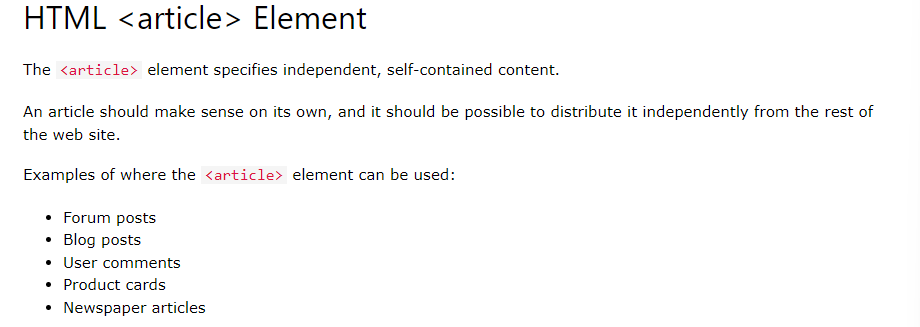 HTML <article> Element
The <article> element specifies independent, self-contained content.
An article should make sense on its own, and it should be possible to distribute it independently from the rest of
the web site.
Examples of where the <article> element can be used:
• Forum posts
• Blog posts
• User comments
• Product cards
• Newspaper articles